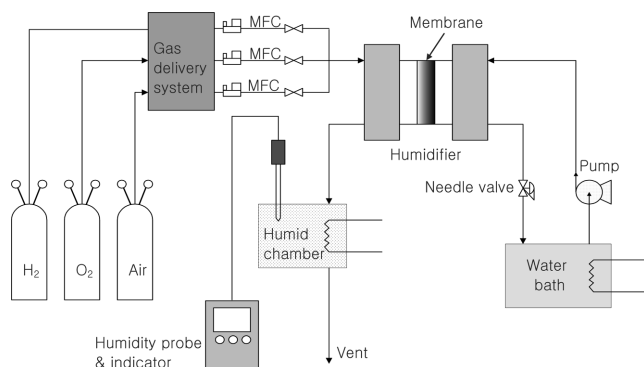 MFC
Gas
delivery
system
MFC
MFC
Membrane
Humidifier
Pump
Needle valve
H₂
O₂
Air
Humid
chamber
Water
bath
Humidity probe
& indicator
Vent